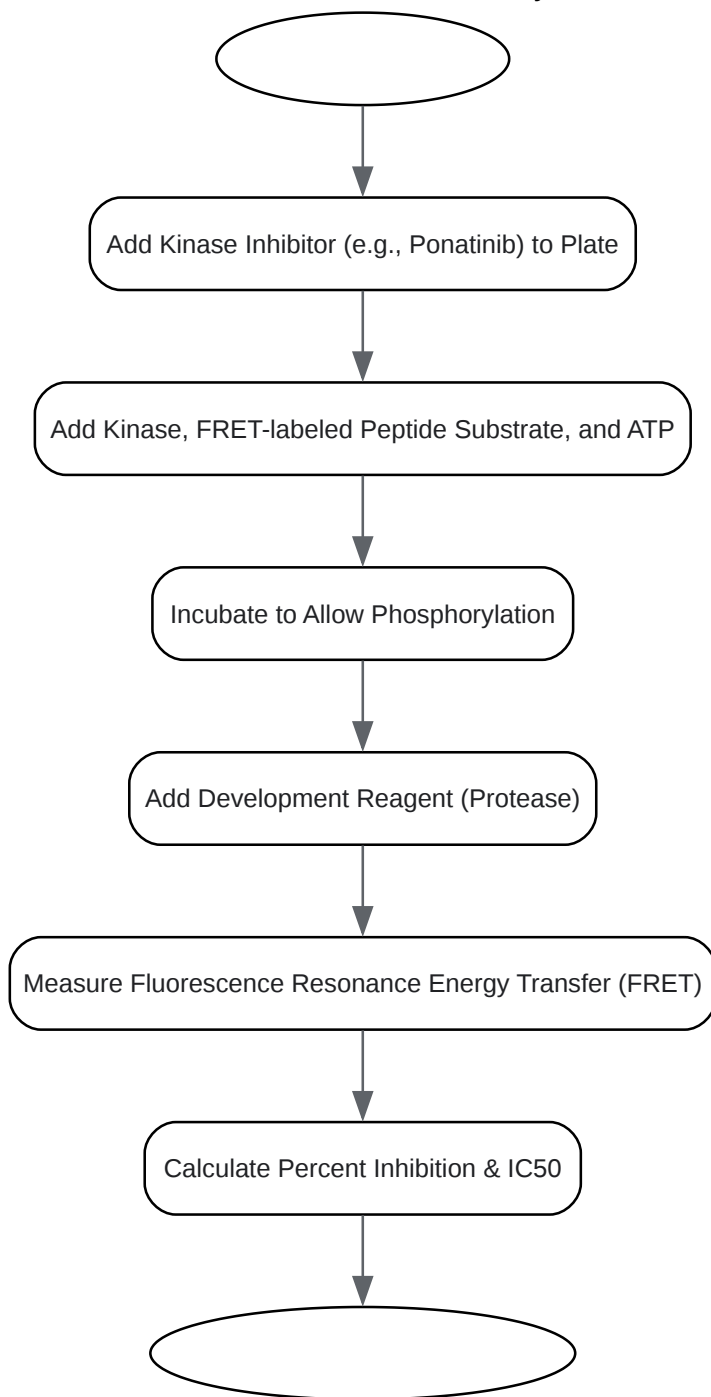 Add Kinase Inhibitor (e.g., Ponatinib) to Plate
Add Kinase, FRET-labeled Peptide Substrate, and ATP
Incubate to Allow Phosphorylation
Add Development Reagent (Protease)
Measure Fluorescence Resonance Energy Transfer (FRET)
Calculate Percent Inhibition & IC50